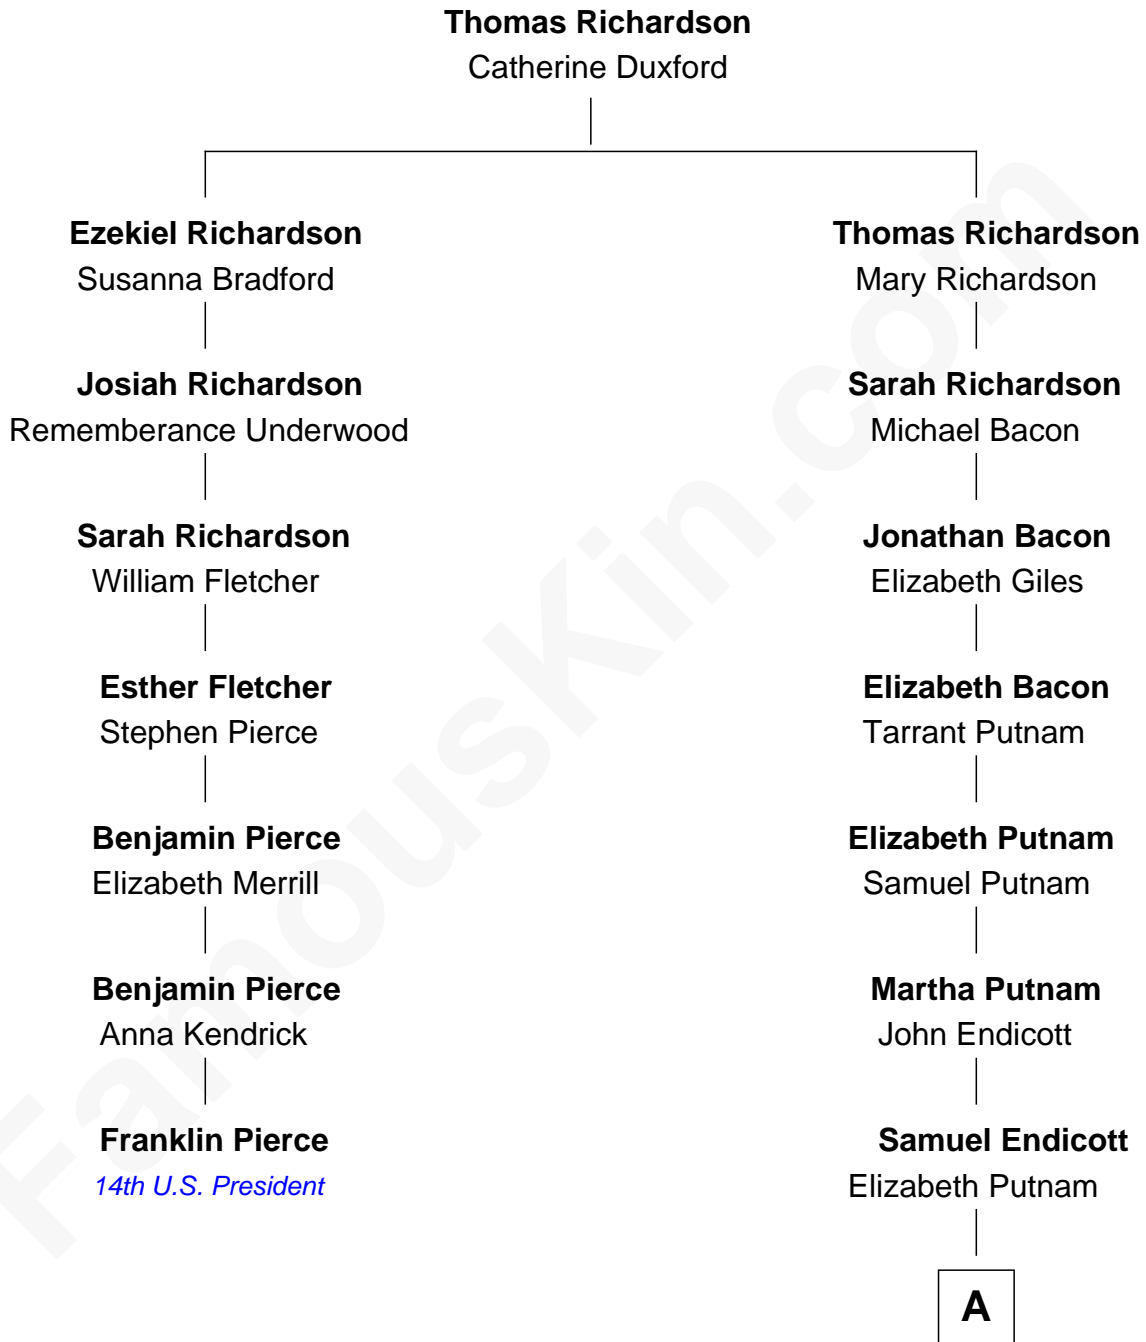 Thomas Richardson
Catherine Duxford
Ezekiel Richardson
Susanna Bradford
Josiah Richardson
Rememberance Underwood
Sarah Richardson
William Fletcher
Esther Fletcher
Stephen Pierce
Benjamin Pierce
Elizabeth Merrill
Benjamin Pierce
Anna Kendrick
Franklin Pierce
14th U.S. President
Thomas Richardson
Mary Richardson
Sarah Richardson
Michael Bacon
Jonathan Bacon
Elizabeth Giles
Elizabeth Bacon
Tarrant Putnam
Elizabeth Putnam
Samuel Putnam
Martha Putnam
John Endicott
Samuel Endicott
Elizabeth Putnam
A
FamousKin.com